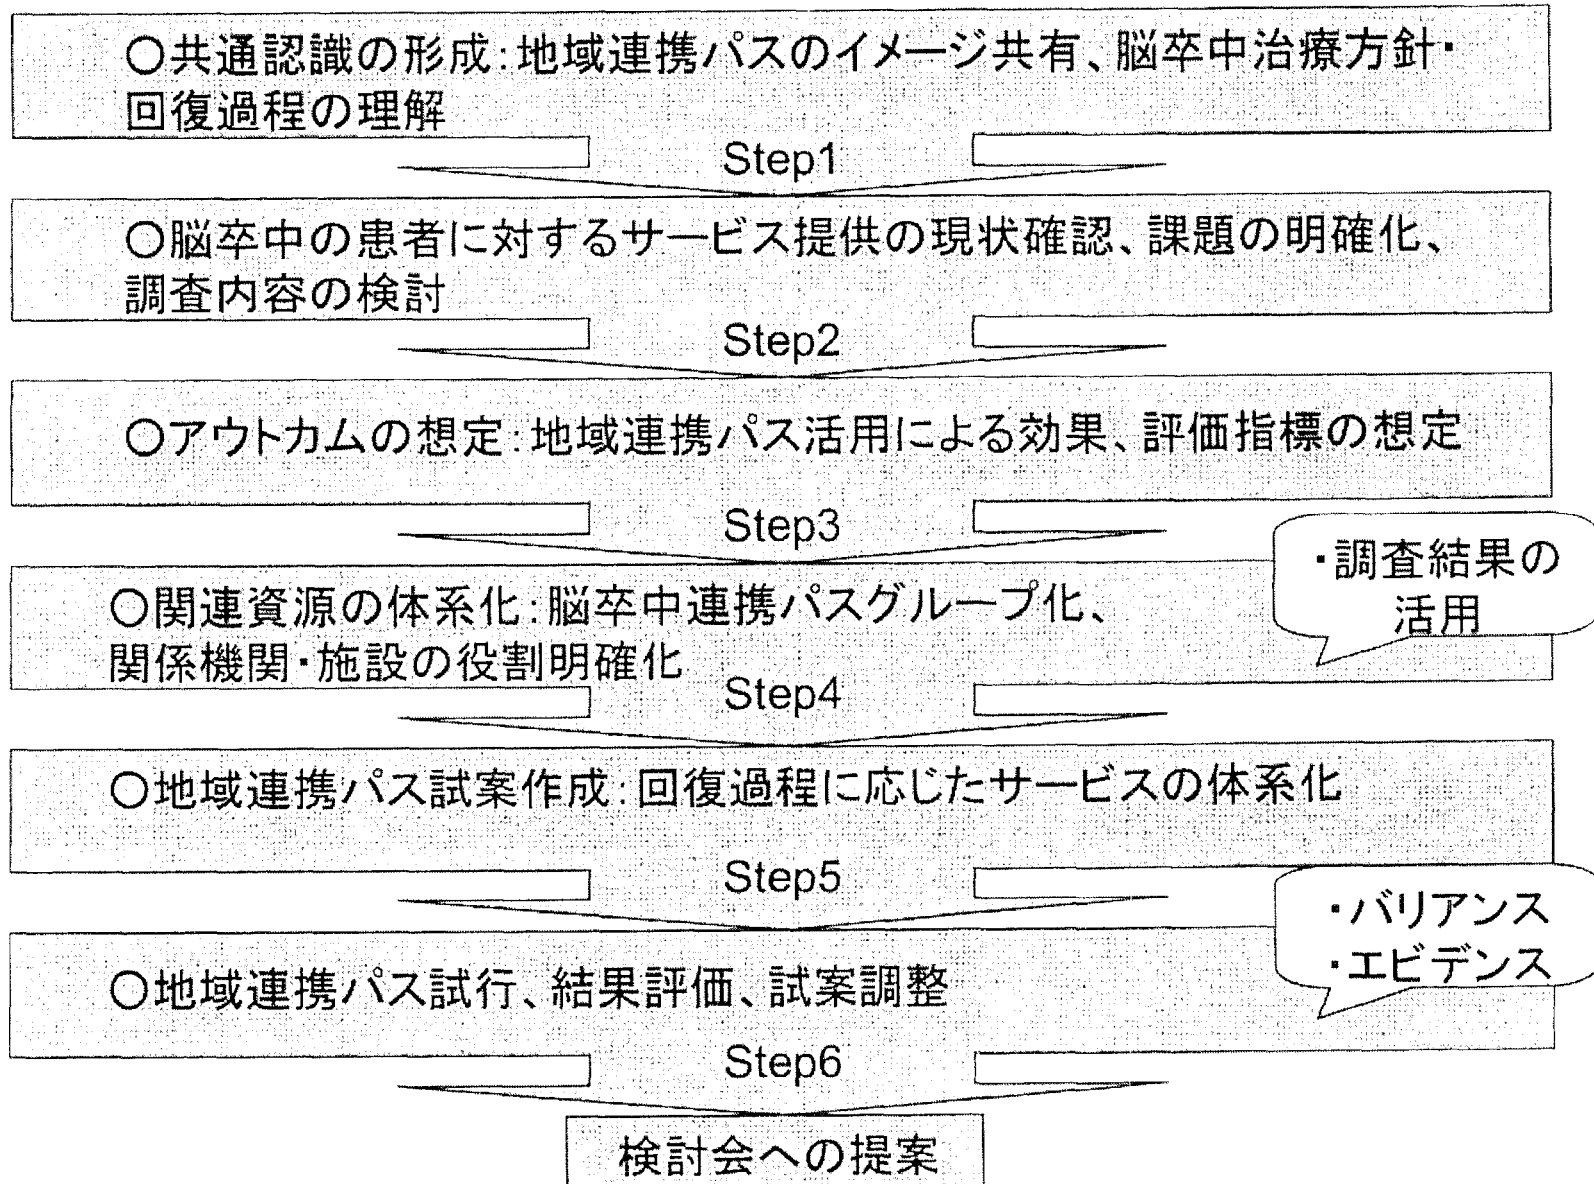 ○共通認識の形成:地域連携パスのイメージ共有、脳卒中治療方針・
回復過程の理解
Step1
○脳卒中の患者に対するサービス提供の現状確認、課題の明確化、
調査内容の検討
Step2
○アウトカムの想定:地域連携パス活用による効果、評価指標の想定
Step3
・調査結果の
活用
○関連資源の体系化:脳卒中連携パスグループ化、
関係機関・施設の役割明確化
Step4
○地域連携パス試案作成:回復過程に応じたサービスの体系化
Step5
・バリアンス
・エビデンス
○地域連携パス試行、結果評価、試案調整
Step6
検討会への提案